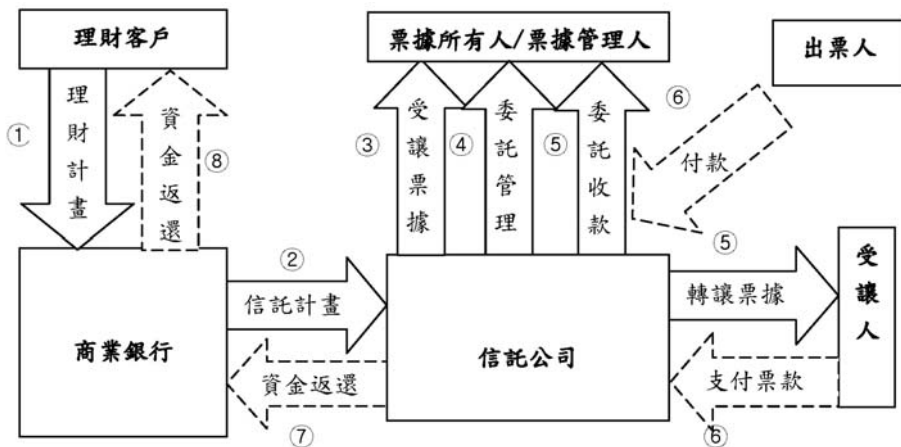 理財客戶
票據所有人/票據管理人
出票人
①
理財計畫
資金返還
⑧
③
受讓票據
④
委託管理
⑤
委託收款
⑥
付款
②
信託計畫
商業銀行
資金返還
⑦
信託公司
⑤
轉讓票據
支付票款
⑥
受讓人